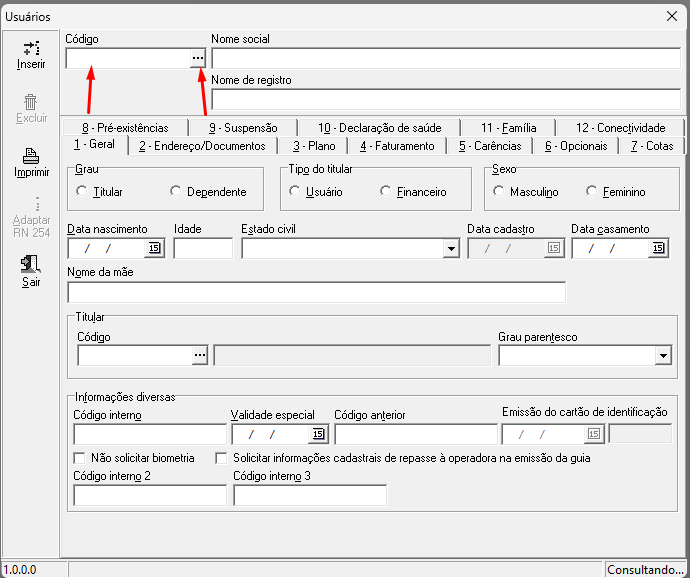 Usuários
Inserir
Excluir
Imprimir
Adaptar
RN 254
Sair
Código
Nome social
...
Nome de registro
8 - Pré-existências
9 - Suspensão
10 - Declaração de saúde
11 - Família
12 - Conectividade
1 - Geral
2 - Endereço/Documentos
3 - Plano
4 - Faturamento
5 - Carências
6 - Opcionais
7 - Cotas
Grau
Titular
Dependente
Tipo do titular
Usuário
Financeiro
Sexo
Masculino
Feminino
Data nascimento
Idade
Estado civil
Data cadastro
Data casamento
/ / 15
/ / 15
/ / 15
Nome da mãe
Titular
Código
Grau parentesco
...
Informações diversas
Código interno
Validade especial
Código anterior
Emissão do cartão de identificação
/ / 15
/ / 15
Não solicitar biometria
Solicitar informações cadastrais de repasse à operadora na emissão da guia
Código interno 2
Código interno 3
1.0.0.0
Consultando...